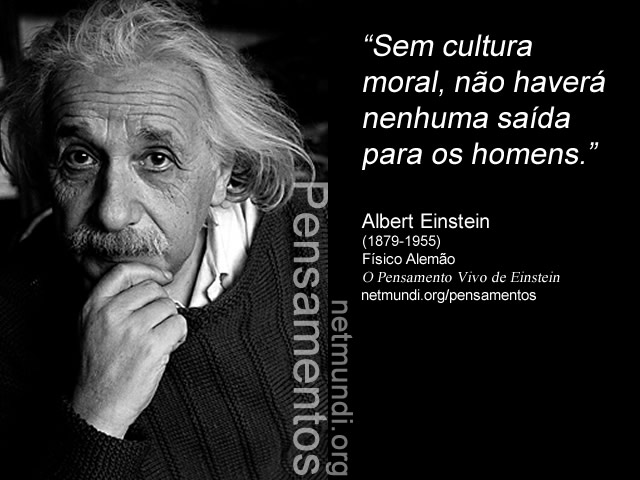 “Sem cultura
moral, não haverá
nenhuma saída
para os homens.”
Albert Einstein
(1879-1955)
Físico Alemão
O Pensamento Vivo de Einstein
netmundi.org/pensamentos
Pensamentos
netmundi.org